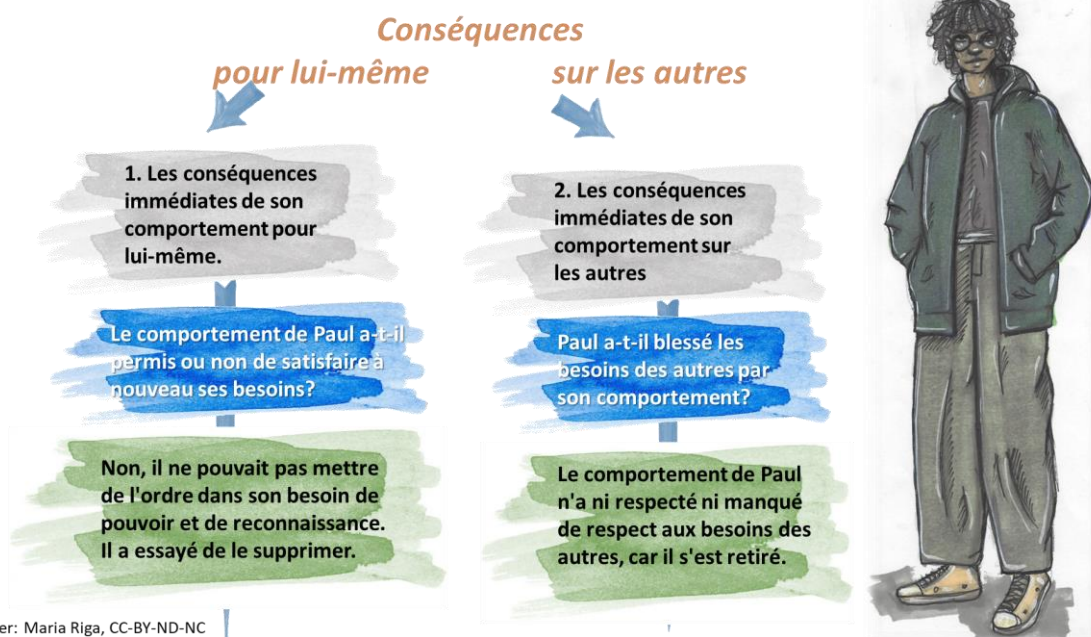 Conséquences
pour lui-même sur les autres
1. Les conséquences
immédiates de son
comportement pour
lui-même.
2. Les conséquences
immédiates de son
comportement sur
les autres
Le comportement de Paul a-t-il
permis ou non de satisfaire à
nouveau ses besoins?
Paul a-t-il blessé les
besoins des autres par
son comportement?
Non, il ne pouvait pas mettre
de l'ordre dans son besoin de
pouvoir et de reconnaissance.
Il a essayé de le supprimer.
Le comportement de Paul
n'a ni respecté ni manqué
de respect aux besoins des
autres, car il s'est retiré.
er: Maria Riga, CC-BY-ND-NC